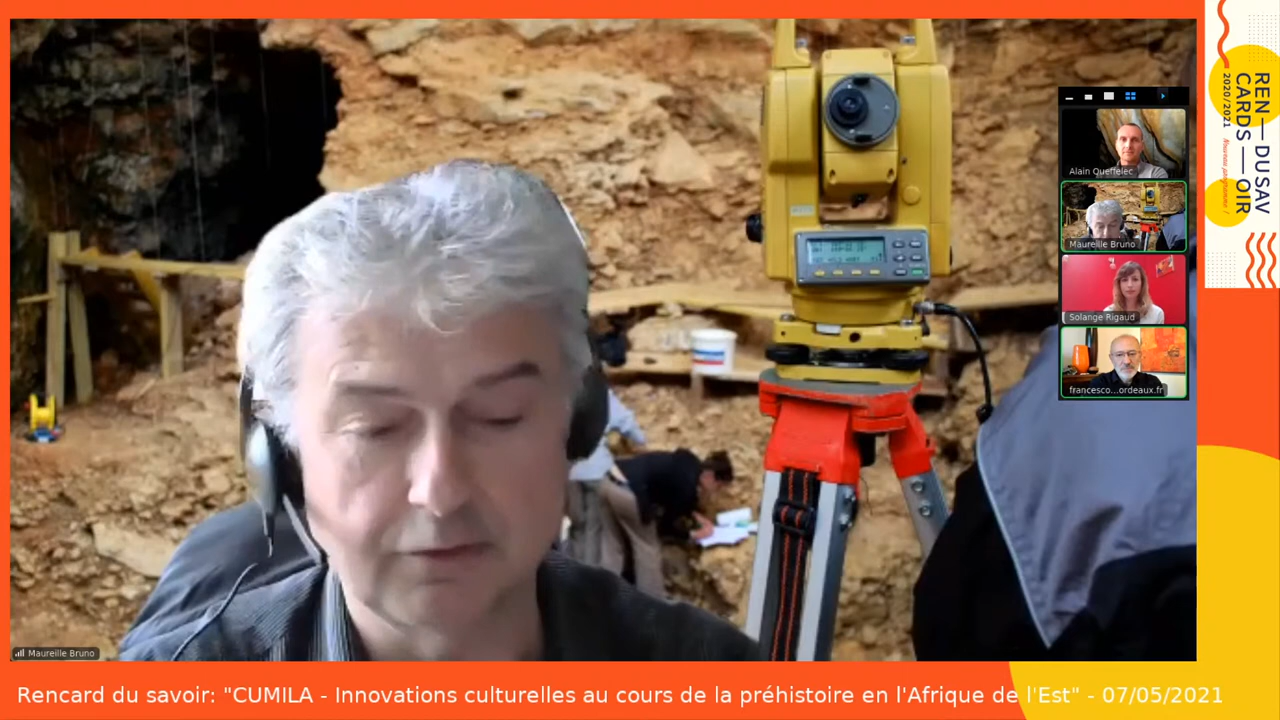 REN — DUSAV
CARDS — OIR
2020/2021
Alain Queffelec
Maureille Bruno
Solange Rigaud
francesco...ordeaux.fr
Maureille Bruno
Rencard du savoir: "CUMILA - Innovations culturelles au cours de la préhistoire en l'Afrique de l'Est" - 07/05/2021